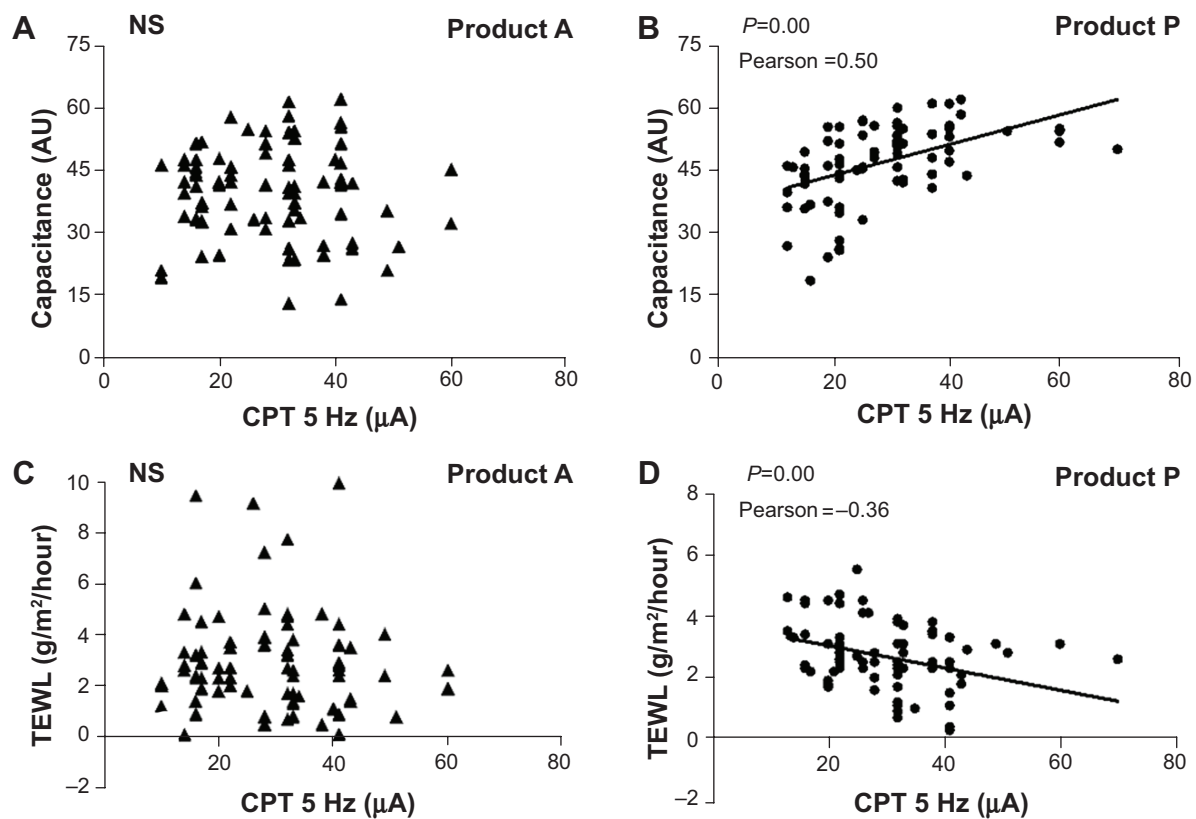 A
NS
Product A
75
60
45
30
15
0
Capacitance (AU)
0 20 40 60 80
CPT 5 Hz (μA)
B
P=0.00
Product P
Pearson =0.50
75
60
45
30
15
0
Capacitance (AU)
0 20 40 60 80
CPT 5 Hz (μA)
C
NS
Product A
10
8
6
4
2
0
–2
TEWL (g/m²/hour)
20 40 60 80
CPT 5 Hz (μA)
D
P=0.00
Product P
Pearson =–0.36
8
6
4
2
0
–2
TEWL (g/m²/hour)
20 40 60 80
CPT 5 Hz (μA)